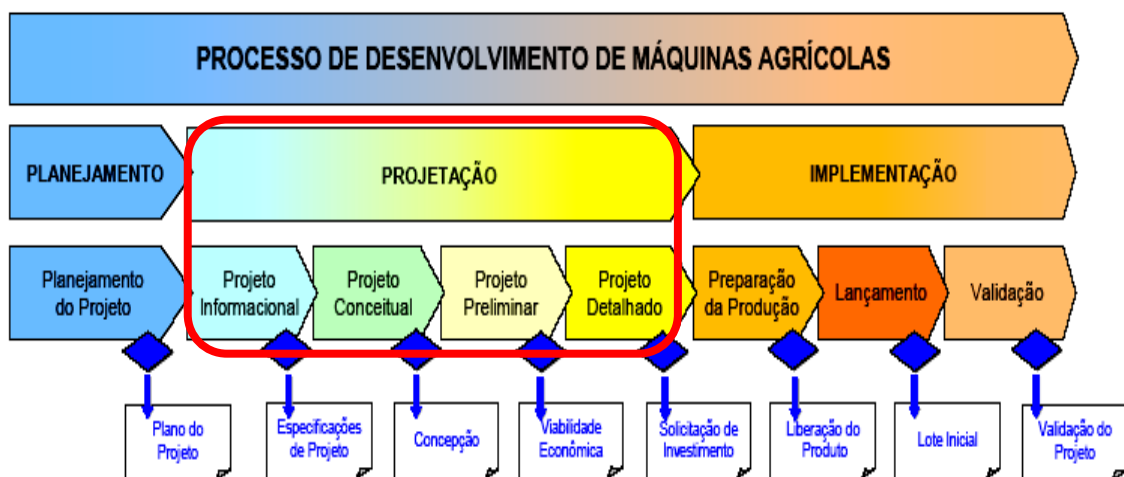 PROCESSO DE DESENVOLVIMENTO DE MÁQUINAS AGRÍCOLAS
PLANEJAMENTO
PROJETAÇÃO
IMPLEMENTAÇÃO
Planejamento
do Projeto
Projeto
Informacional
Projeto
Conceitual
Projeto
Preliminar
Projeto
Detalhado
Preparação
da Produção
Lançamento
Validação
Plano do
Projeto
Especificações
de Projeto
Concepção
Viabilidade
Econômica
Solicitação de
Investimento
Liberação do
Produto
Lote Inicial
Validação do
Projeto